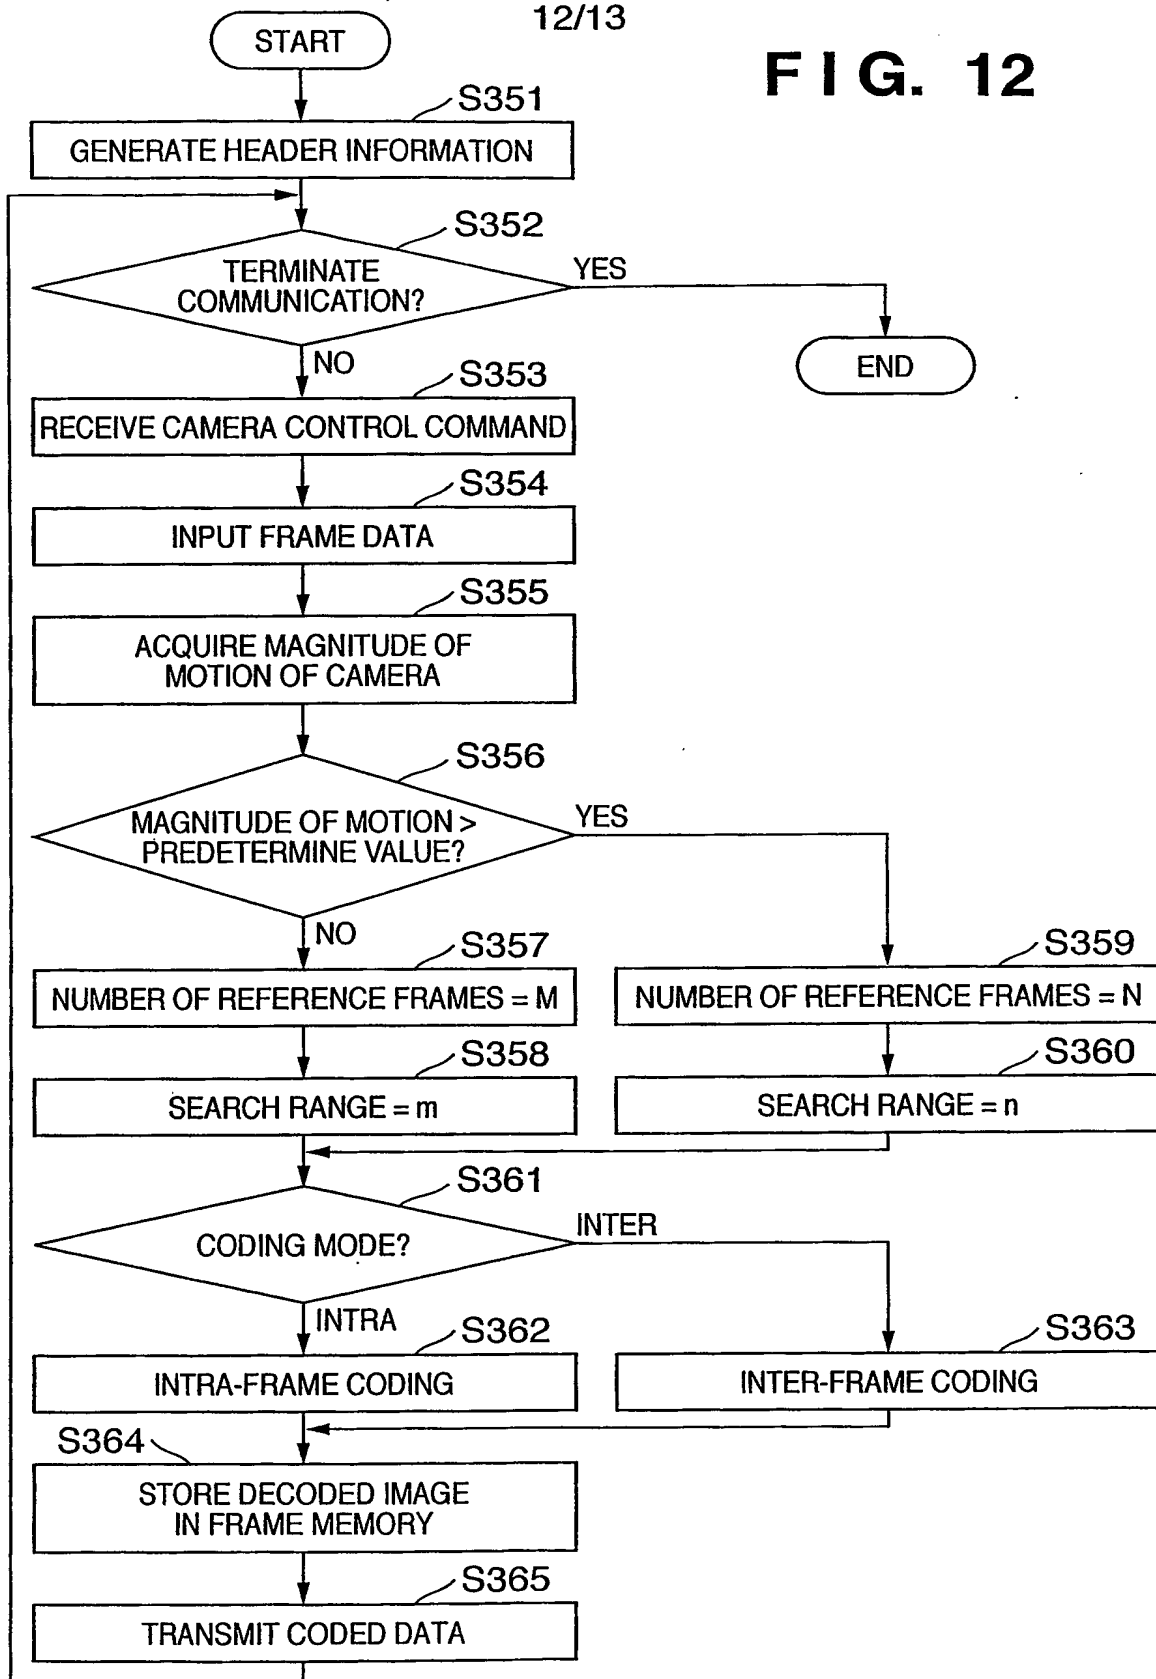 12/13
FIG. 12
START
S351
GENERATE HEADER INFORMATION
S352
TERMINATE
COMMUNICATION?
YES
END
NO
S353
RECEIVE CAMERA CONTROL COMMAND
S354
INPUT FRAME DATA
S355
ACQUIRE MAGNITUDE OF
MOTION OF CAMERA
S356
MAGNITUDE OF MOTION >
PREDETERMINE VALUE?
YES
NO
S357
NUMBER OF REFERENCE FRAMES = M
S359
NUMBER OF REFERENCE FRAMES = N
S358
SEARCH RANGE = m
S360
SEARCH RANGE = n
S361
CODING MODE?
INTER
INTRA
S362
INTRA-FRAME CODING
S363
INTER-FRAME CODING
S364
STORE DECODED IMAGE
IN FRAME MEMORY
S365
TRANSMIT CODED DATA